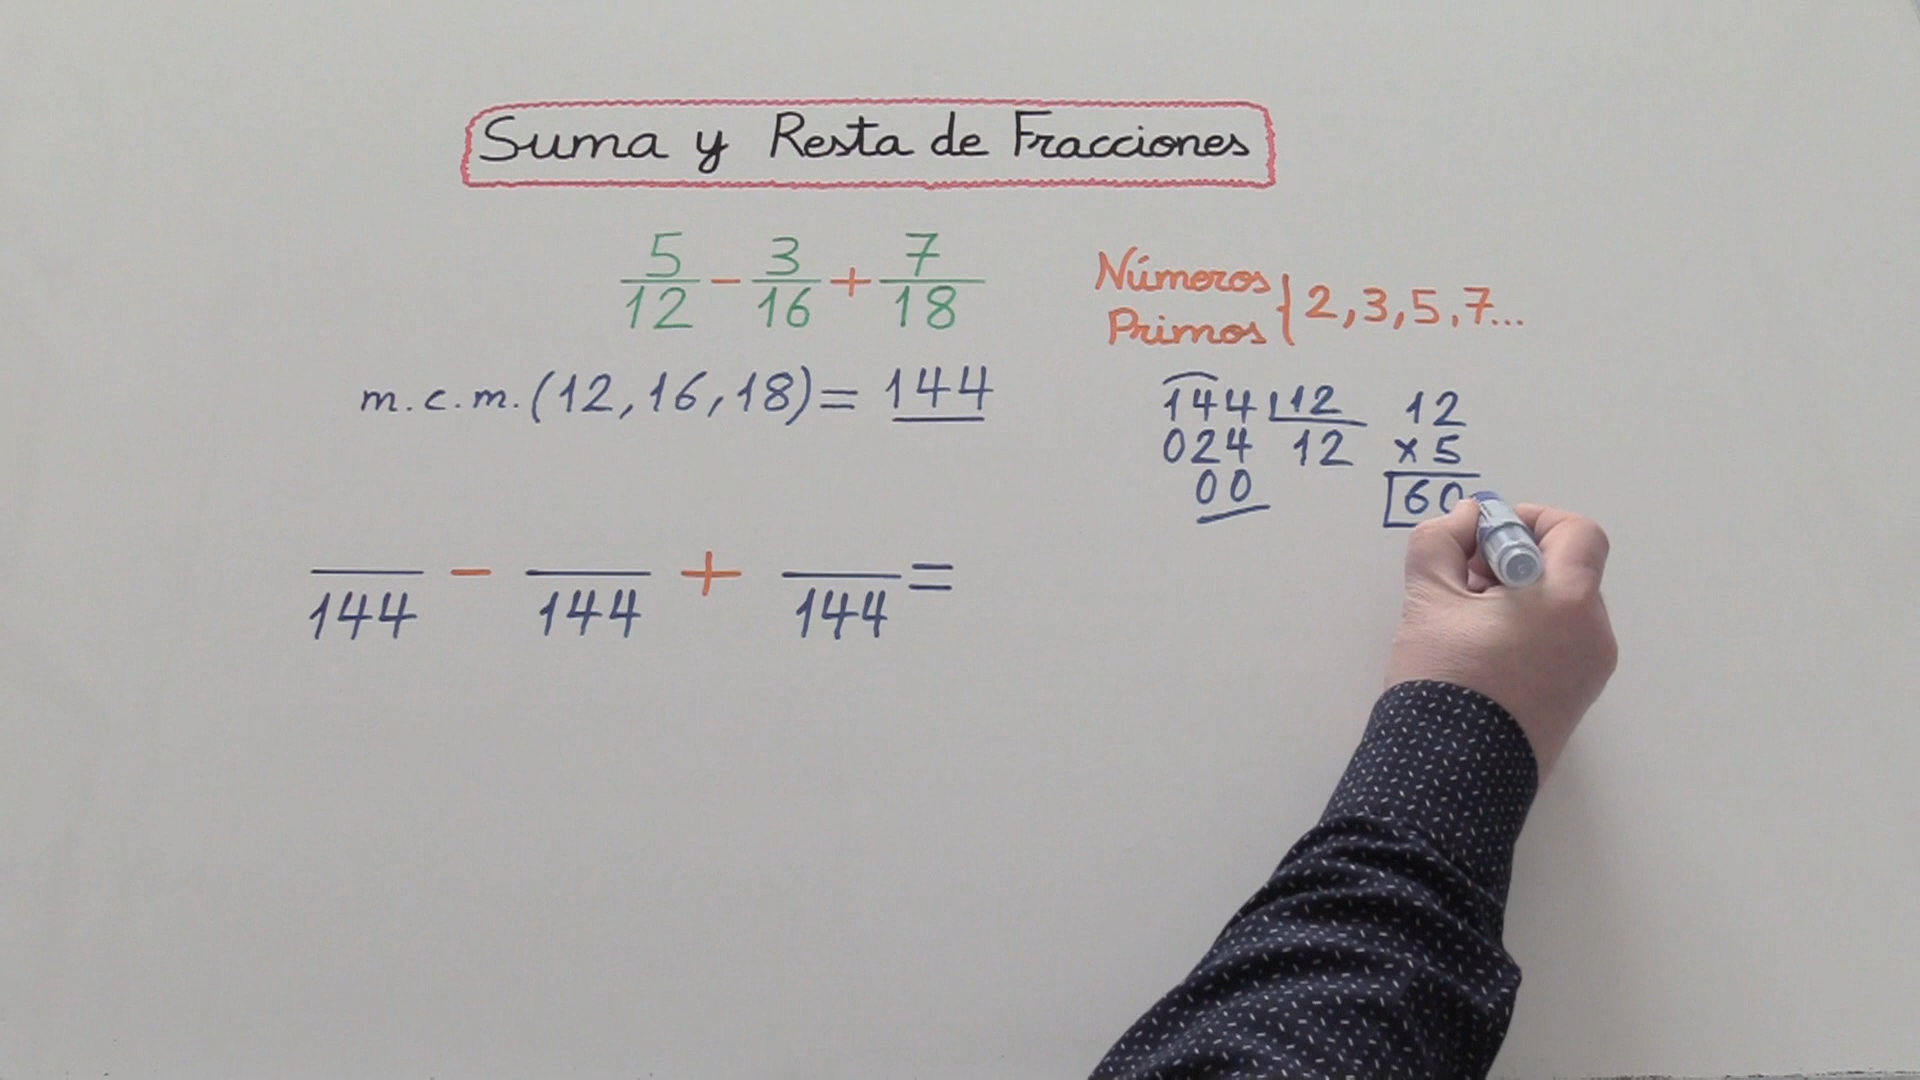 Suma y Resta de Fracciones
5/12 - 3/16 + 7/18
Números Primos { 2, 3, 5, 7...
m.c.m. (12, 16, 18) = 144
144 | 12
024 12
00
12
x 5
60
/144 - /144 + /144 =